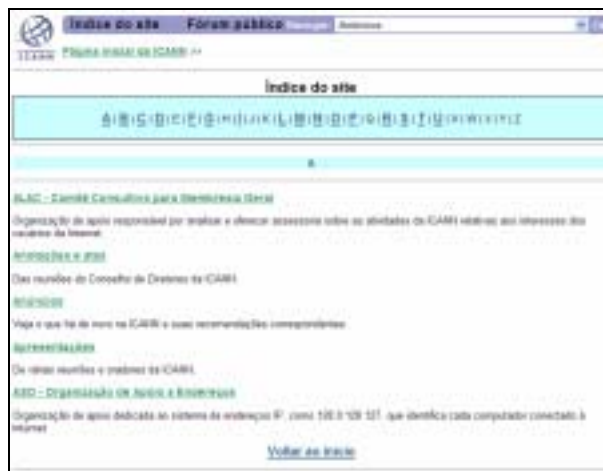 Índice do site Fórum público
ICANN Página inicial da ICANN >>
Índice do site
A | B | C | D | E | F | G | H | I | J | K | L | M | N | O | P | Q | R | S | T | U | V | W | X | Y | Z
A
ALAC - Comitê Consultivo para Membresia Geral
Organização de apoio responsável por analisar e oferecer assessoria sobre as atividades da ICANN relativas aos interesses dos
usuários da Internet
Anotações e atas
Das reuniões do Conselho de Diretores da ICANN.
Anúncios
Veja o que há de novo na ICANN e suas recomendações correspondentes
Apresentações
De várias reuniões e oradores da ICANN.
ASO - Organização de Apoio a Endereços
Organização de apoio dedicada ao sistema de endereços IP, como 128.9.128.127, que identifica cada computador conectado à
Internet
Voltar ao início